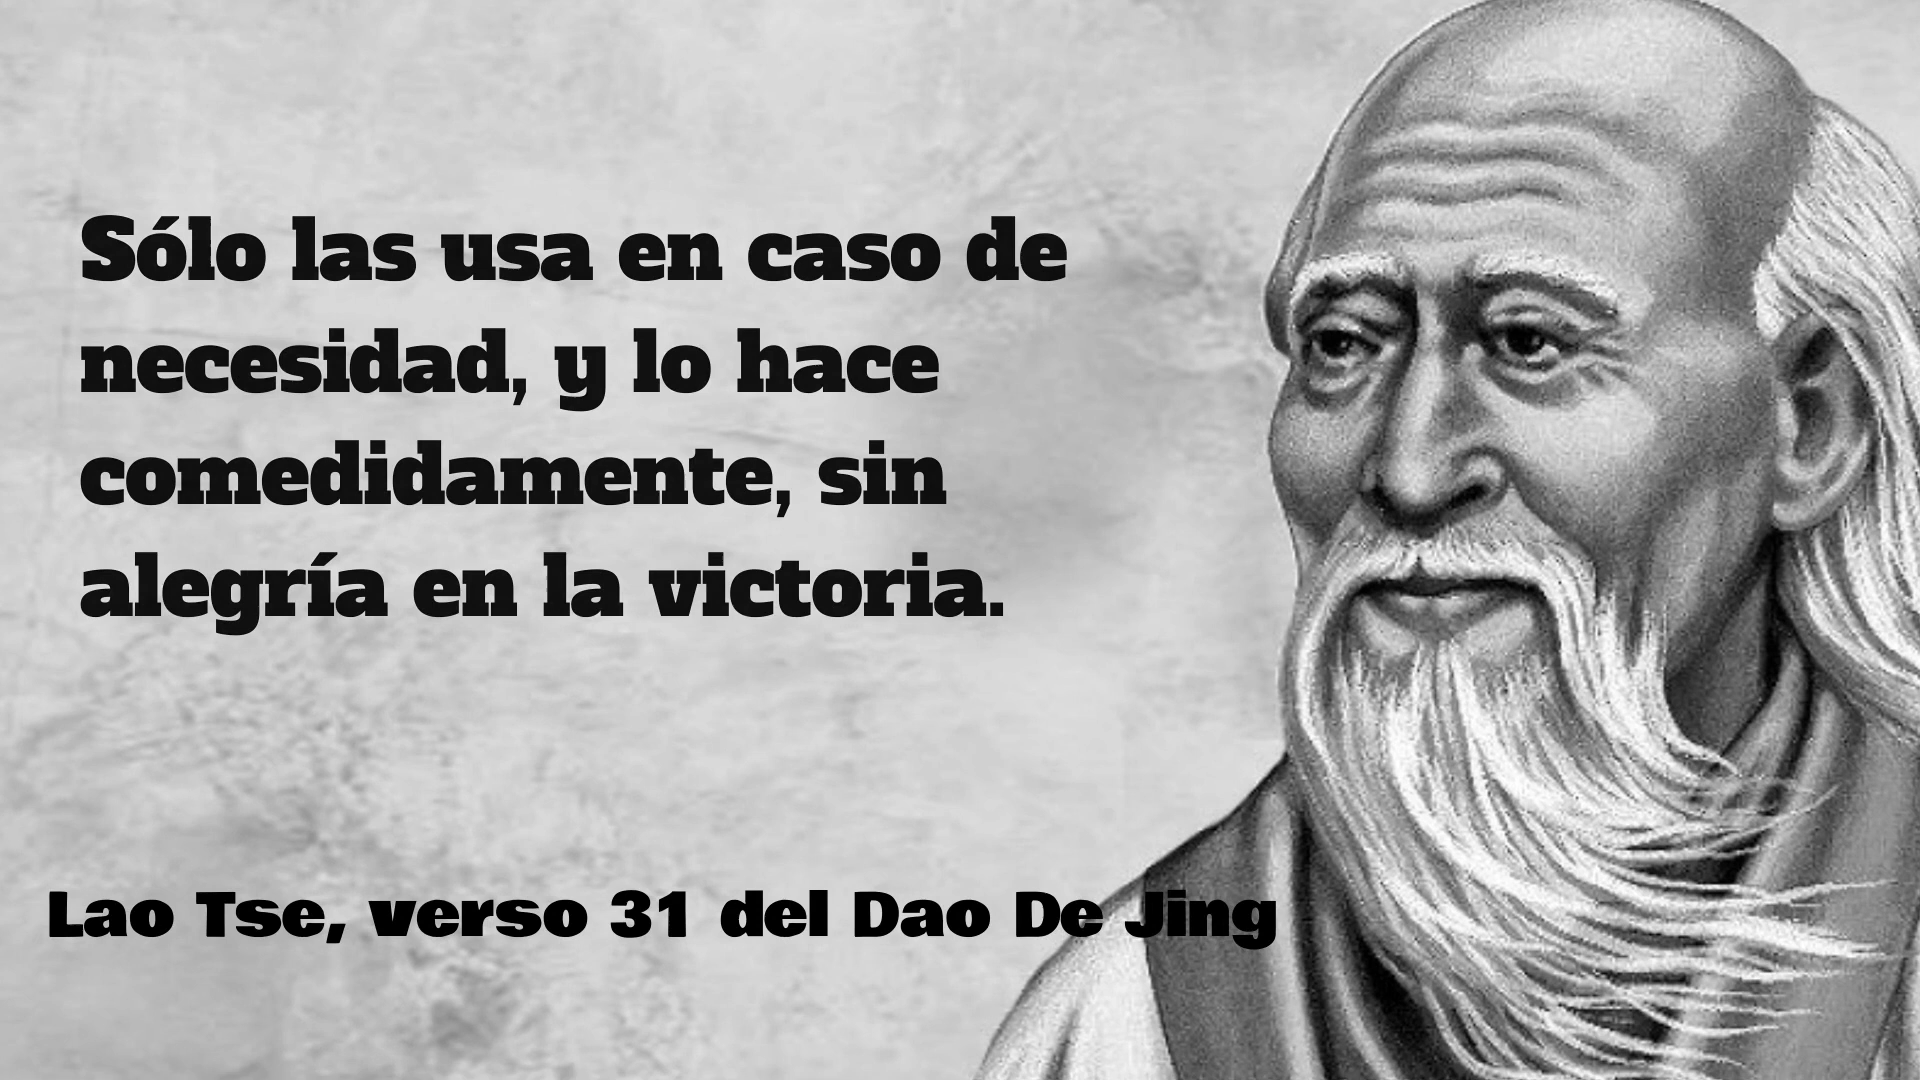 Sólo las usa en caso de
necesidad, y lo hace
comedidamente, sin
alegría en la victoria.
Lao Tse, verso 31 del Dao De Jing